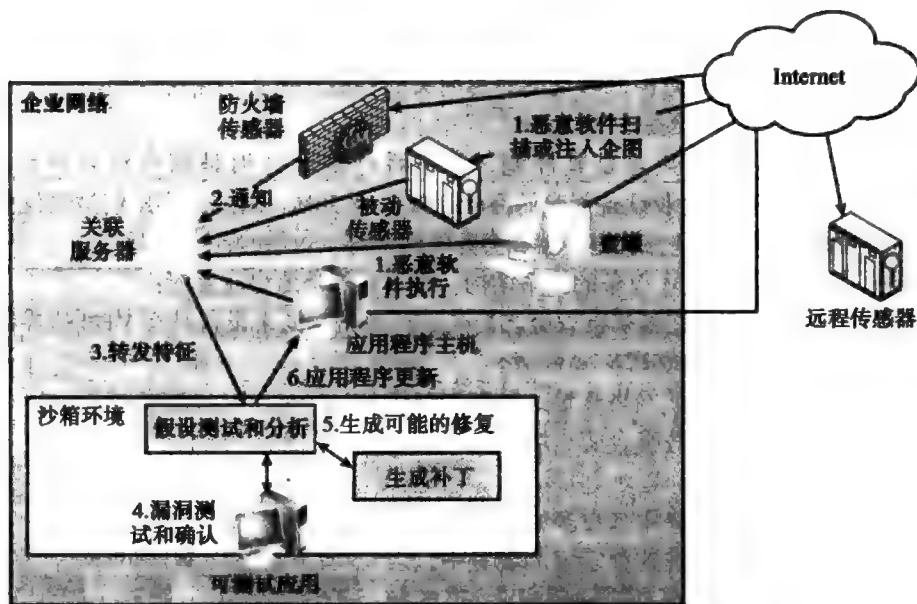 Internet
企业网络
防火墙
传感器
1.恶意软件扫
描或注入企图
2.通知
被动
传感器
关联
服务器
1.恶意软
件执行
远程传感器
应用程序主机
3.转发特征
6.应用程序更新
沙箱环境
假设测试和分析
5.生成可能的修复
生成补丁
4.漏洞测
试和确认
可测试应用